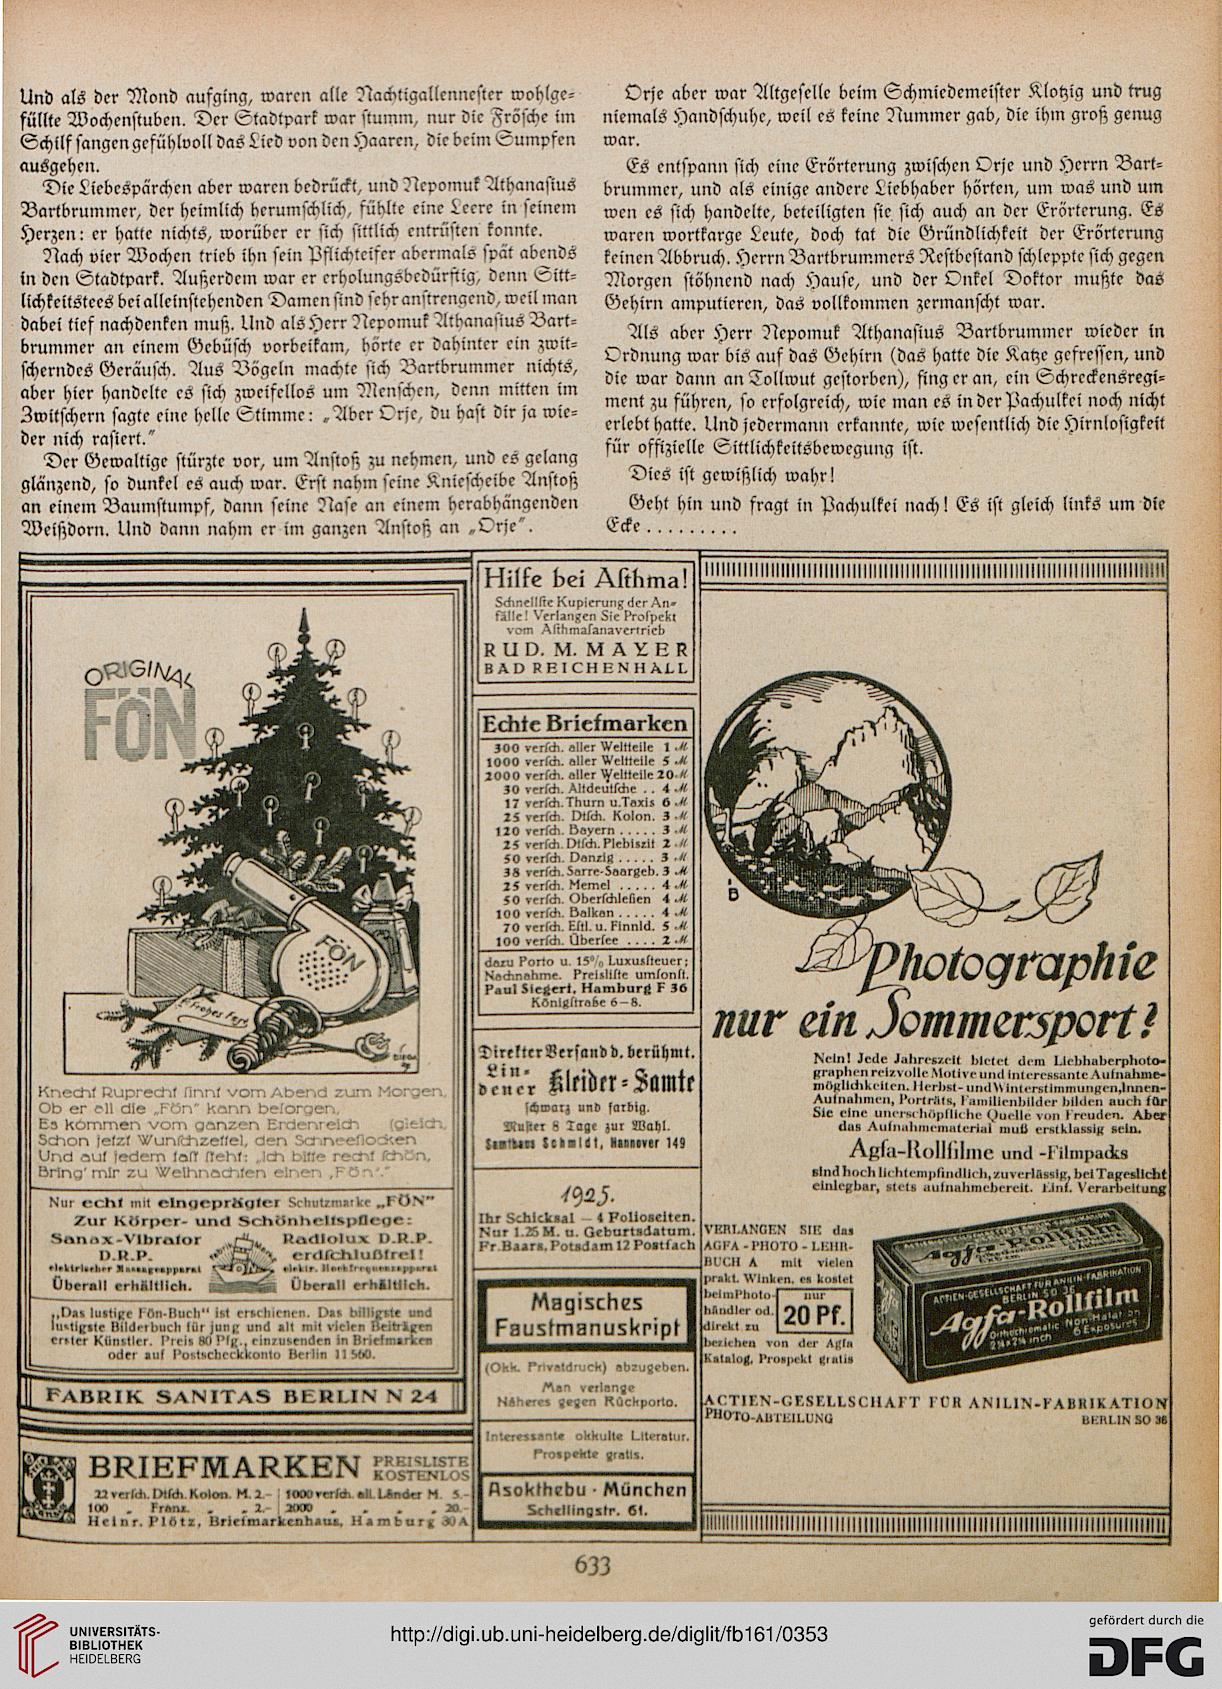 Und als der Mond aufging, waren alle Nachtigallennester wohlge-
füllte Wochenstuben. Der Stadtpark war stumm, nur die Frösche im
Schilf sangen gefühlvoll das Lied von den Haaren, die beim Sumpfen
ausgehen.
Die Liebespärchen aber waren bedrückt, und Nepomuk Athanasius
Bartbrummer, der heimlich herumschlich, fühlte eine Leere in seinem
Herzen: er hatte nichts, worüber er sich sittlich entrüsten konnte.
Nach vier Wochen trieb ihn sein Pflichteifer abermals spät abends
in den Stadtpark. Außerdem war er erholungsbedürftig, denn Sitt-
lichkeitstees bei alleinstehenden Damen sind sehr anstrengend, weil man
dabei tief nachdenken muß. Und als Herr Nepomuk Athanasius Bart-
brummer an einem Gebüsch vorbeikam, hörte er dahinter ein zwit-
scherndes Geräusch. Aus Vögeln machte sich Bartbrummer nichts,
aber hier handelte es sich zweifellos um Menschen, denn mitten im
Zwitschern sagte eine helle Stimme: „Aber Orje, du hast dir ja wie-
der nich rasiert."
Der Gewaltige stürzte vor, um Anstoß zu nehmen, und es gelang
glänzend, so dunkel es auch war. Erst nahm seine Kniescheibe Anstoß
an einem Baumstumpf, dann seine Nase an einem herabhängenden
Weißdorn. Und dann nahm er im ganzen Anstoß an „Orje".
Orje aber war Altgeselle beim Schmiedemeister Klotzig und trug
niemals Handschuhe, weil es keine Nummer gab, die ihm groß genug
war.
Es entspann sich eine Erörterung zwischen Orje und Herrn Bart-
brummer, und als einige andere Liebhaber hörten, um was und um
wen es sich handelte, beteiligten sie sich auch an der Erörterung. Es
waren wortkarge Leute, doch tat die Gründlichkeit der Erörterung
keinen Abbruch. Herrn Bartbrummers Restbestand schleppte sich gegen
Morgen stöhnend nach Hause, und der Onkel Doktor mußte das
Gehirn amputieren, das vollkommen zermanscht war.
Als aber Herr Nepomuk Athanasius Bartbrummer wieder in
Ordnung war bis auf das Gehirn (das hatte die Katze gefressen, und
die war dann an Tollwut gestorben), fing er an, ein Schreckensregi-
ment zu führen, so erfolgreich, wie man es in der Pachulkei noch nicht
erlebt hatte. Und jedermann erkannte, wie wesentlich die Hirnlosigkeit
für offizielle Sittlichkeitsbewegung ist.
Dies ist gewißlich wahr!
Geht hin und fragt in Pachulkei nach! Es ist gleich links um die
Ecke . . . . . . . . .
ORIGINAL
FÖN
FÖN
Frohes Fest
Knecht Ruprecht sinnt vom Abend zum Morgen,
Ob er all die „Fön" kann besorgen,
Es kommen vom ganzen Erdenreich (gleich,
Schon jetzt Wunschzettel, den Schneeflocken
Und auf jedem fast steht: „Ich bitte recht schön,
Bring' mir zu Weihnachten einen ‚Fön'."
Nur echt mit eingeprägter Schutzmarke „FÖN"
Zur Körper- und Schönheitspflege:
Sanax-Vibrator
D.R.P.
elektrischer Massageapparat
Überall erhältlich.
Radiolux D.R.P.
erdschlußfrei!
elektr. Hochfrequenzapparat
Überall erhältlich.
„Das lustige Fön-Buch" ist erschienen. Das billigste und
lustigste Bilderbuch für jung und alt mit vielen Beiträgen
erster Künstler. Preis 80 Pfg., einzusenden in Briefmarken
oder auf Postscheckkonto Berlin 11560.
FABRIK SANITAS BERLIN N 24
BRIEFMARKEN PREISLISTE
KOSTENLOS
22 versch. Dtsch. Kolon. M. 2.– 1000 versch. all. Länder M. 5.–
100 „ Franz. „ „ 2.– 2000 „ „ „ „ 20.–
Heinr. Plötz, Briefmarkenhaus, Hamburg 30 A
Hilfe bei Asthma!
Schnellste Kupierung der An-
fälle! Verlangen Sie Prospekt
vom Asthmasanavertrieb
RUD. M. MAYER
BAD REICHENHALL
Echte Briefmarken
300 versch. aller Weltteile 1 ℳ
1000 versch. aller Weltteile 5 ℳ
2000 versch. aller Weltteile 20 ℳ
30 versch. Altdeutsche . . 4 ℳ
17 versch. Thurn u. Taxis 6 ℳ
25 versch. Dtsch. Kolon. 3 ℳ
120 versch. Bayern . . . . . 3 ℳ
25 versch. Dtsch. Plebiszit 2 ℳ
50 versch. Danzig . . . . . 3 ℳ
38 versch. Sarre-Saargeb. 3 ℳ
25 versch. Memel . . . . . 4 ℳ
50 versch. Oberschlesien 4 ℳ
100 versch. Balkan . . . . . 4 ℳ
70 versch. Estl. u. Finnld. 5 ℳ
100 versch. Übersee . . . . 2 ℳ
dazu Porto u. 15% Luxussteuer;
Nachnahme. Preisliste umsonst.
Paul Siegert, Hamburg F 36
Königstraße 6–8.
Direkter Versand d. berühmt.
Lin-
dener Kleider-Samte
schwarz und farbig.
Muster 8 Tage zur Wahl.
Samthaus Schmidt, Hannover 149
1925.
Ihr Schicksal – 4 Folioseiten.
Nur 1.25 M. u. Geburtsdatum.
Fr. Baars, Potsdam 12 Postfach
Magisches
Faustmanuskript
(Okk. Privatdruck) abzugeben.
Man verlange
Näheres gegen Rückporto.
Interessante okkulte Literatur.
Prospekte gratis.
Asokthebu · München
Schellingstr. 61.
B
Photographie
nur ein Sommersport?
Nein! Jede Jahreszeit bietet dem Liebhaberphoto-
graphen reizvolle Motive und interessante Aufnahme-
möglichkeiten. Herbst- und Winterstimmungen, Innen-
Aufnahmen, Porträts, Familienbilder bilden auch für
Sie eine unerschöpfliche Quelle von Freuden. Aber
das Aufnahmematerial muß erstklassig sein.
Agfa-Rollfilme und -Filmpacks
sind hoch lichtempfindlich, zuverlässig, bei Tageslicht
einlegbar, stets aufnahmebereit. Einf. Verarbeitung
VERLANGEN SIE das
AGFA-PHOTO-LEHR-
BUCH A mit vielen
prakt. Winken, es kostet
beim Photo-
händler od.
direkt zu
nur
20 Pf.
beziehen von der Agfa
Katalog, Prospekt gratis
Agfa-Rollfilm
ACTIEN-GESELLSCHAFT FÜR ANILIN-FABRIKATION
BERLIN SO 36
Agfa-Rollfilm
Orthochromatic Non-Halation
2¼x2¼ inch 6 Exposures
ACTIEN-GESELLSCHAFT FÜR ANILIN-FABRIKATION
PHOTO-ABTEILUNG BERLIN SO 36
633
UNIVERSITÄTS-
BIBLIOTHEK
HEIDELBERG
http://digi.ub.uni-heidelberg.de/diglit/fb161/0353
gefördert durch die
DFG